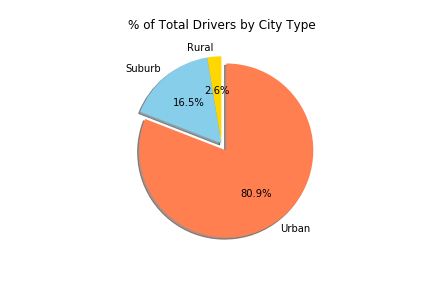 % of Total Drivers by City Type
Rural
Suburb
2.6%
16.5%
80.9%
Urban